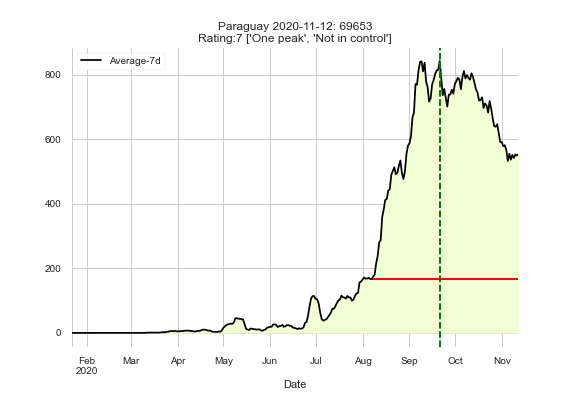 Paraguay 2020-11-12: 69653
Rating:7 ['One peak', 'Not in control']
Average-7d
800
600
400
200
0
Feb Mar Apr May Jun Jul Aug Sep Oct Nov
2020
Date